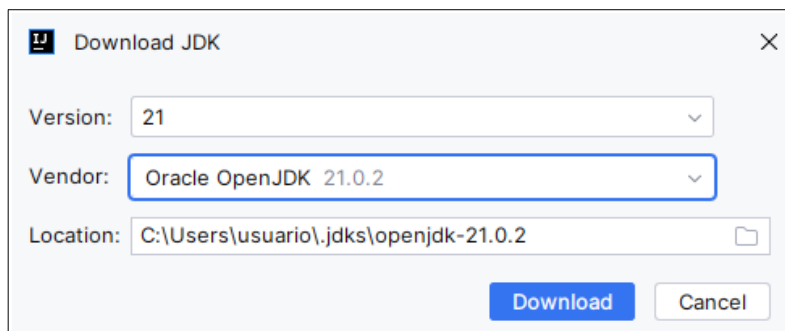 IJ Download JDK
Version: 21
Vendor: Oracle OpenJDK 21.0.2
Location: C:\Users\usuario\.jdks\openjdk-21.0.2
Download Cancel